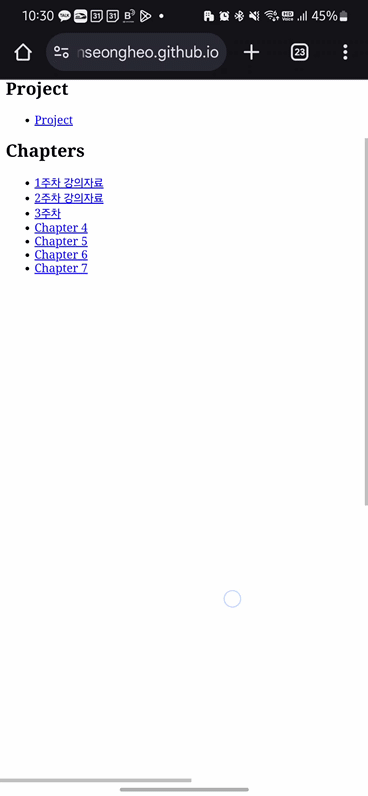 10:30 TALK 31 31 B 45%
nseongheo.github.io 23
Project
Project
Chapters
1주차 강의자료
2주차 강의자료
3주차
Chapter 4
Chapter 5
Chapter 6
Chapter 7